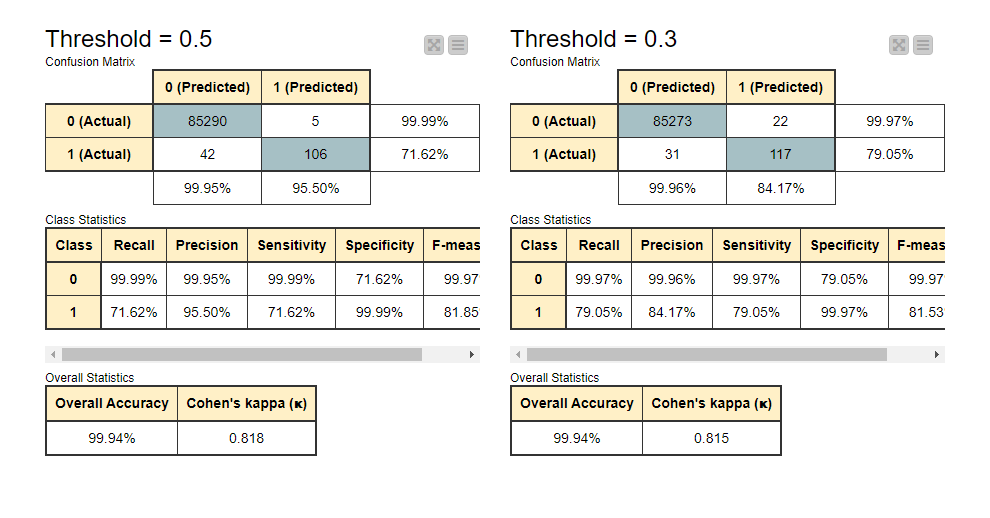 Threshold = 0.5
Confusion Matrix
0 (Predicted) 1 (Predicted)
0 (Actual) 85290 5 99.99%
1 (Actual) 42 106 71.62%
99.95% 95.50%
Class Statistics
Class Recall Precision Sensitivity Specificity F-meas
0 99.99% 99.95% 99.99% 71.62% 99.97
1 71.62% 95.50% 71.62% 99.99% 81.85
Overall Statistics
Overall Accuracy Cohen's kappa (κ)
99.94% 0.818
Threshold = 0.3
Confusion Matrix
0 (Predicted) 1 (Predicted)
0 (Actual) 85273 22 99.97%
1 (Actual) 31 117 79.05%
99.96% 84.17%
Class Statistics
Class Recall Precision Sensitivity Specificity F-meas
0 99.97% 99.96% 99.97% 79.05% 99.97
1 79.05% 84.17% 79.05% 99.97% 81.53
Overall Statistics
Overall Accuracy Cohen's kappa (κ)
99.94% 0.815